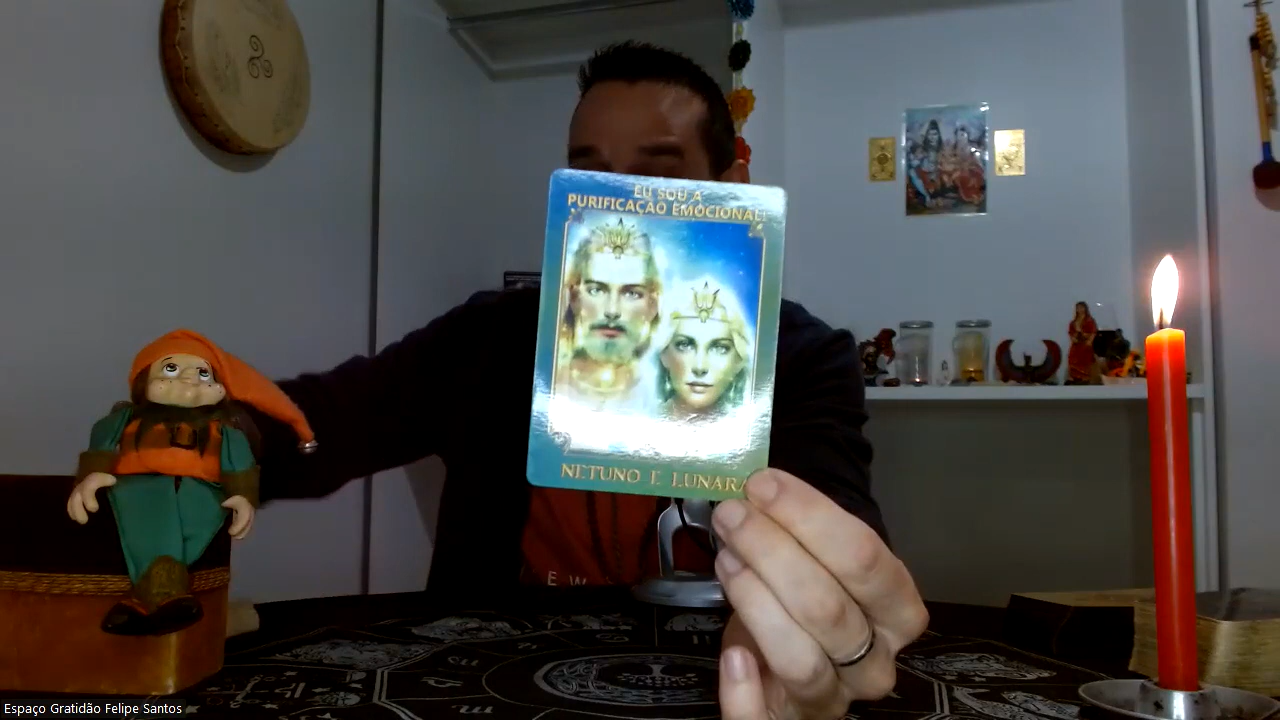 EU SOU A
PURIFICAÇÃO EMOCIONAL!
NETUNO E LUNARA
E W
Espaço Gratidão Felipe Santos